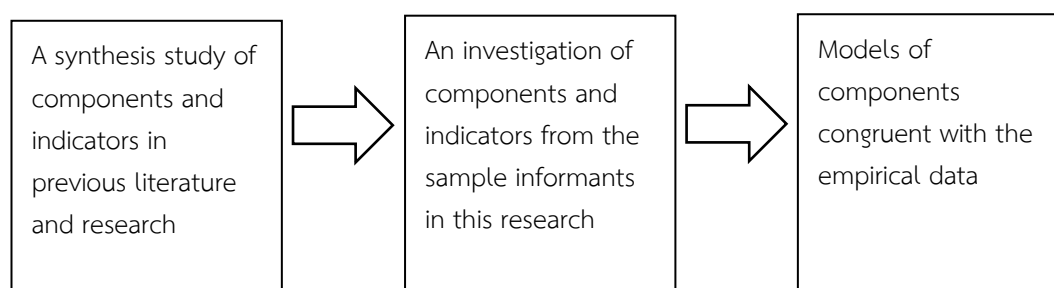 A synthesis study of
components and
indicators in
previous literature
and research
An investigation of
components and
indicators from the
sample informants
in this research
Models of
components
congruent with the
empirical data